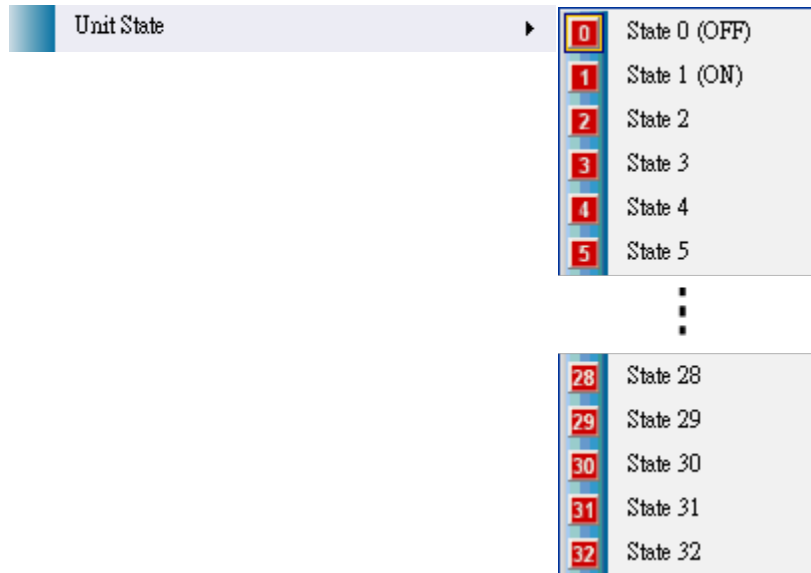 Unit State
0 State 0 (OFF)
1 State 1 (ON)
2 State 2
3 State 3
4 State 4
5 State 5
28 State 28
29 State 29
30 State 30
31 State 31
32 State 32